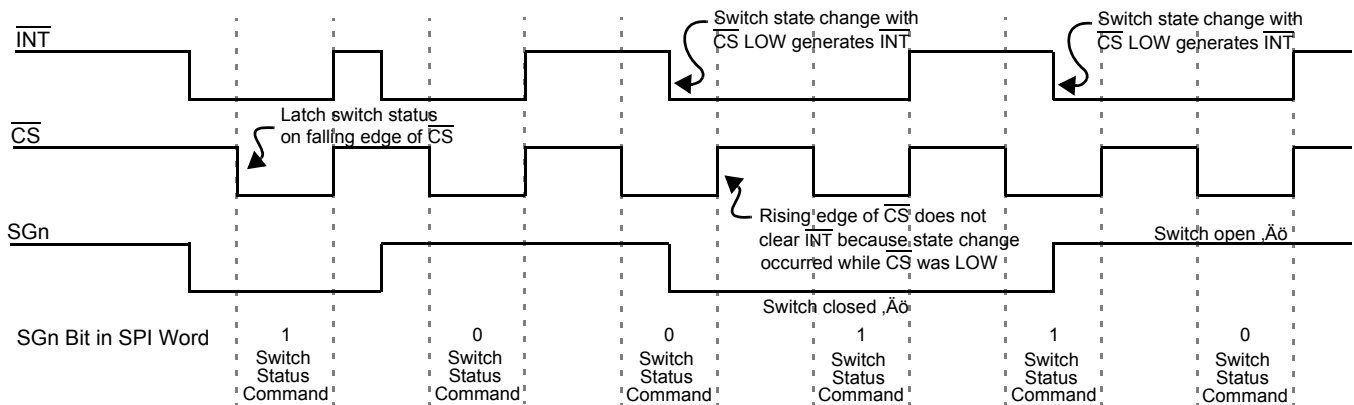 INT
Switch state change with
CS LOW generates INT
Switch state change with
CS LOW generates INT
Latch switch status
on falling edge of CS
CS
Rising edge of CS does not
clear INT because state change
occurred while CS was LOW
SGn
Switch open ‚Äö
Switch closed ‚Äö
SGn Bit in SPI Word
1 0 0 1 1 0
Switch Switch Switch Switch Switch Switch
Status Status Status Status Status Status
Command Command Command Command Command Command